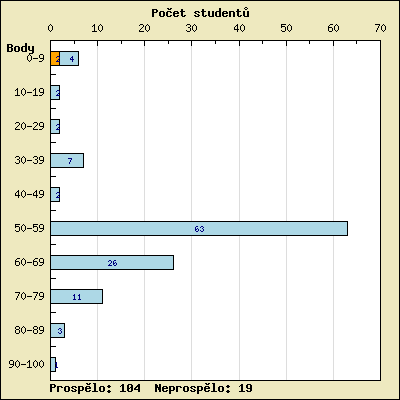 Počet studentů
0 10 20 30 40 50 60 70
Body
0-9 2 4
10-19 2
20-29 2
30-39 7
40-49 2
50-59 63
60-69 26
70-79 11
80-89 3
90-100 1
Prospělo: 104 Neprospělo: 19